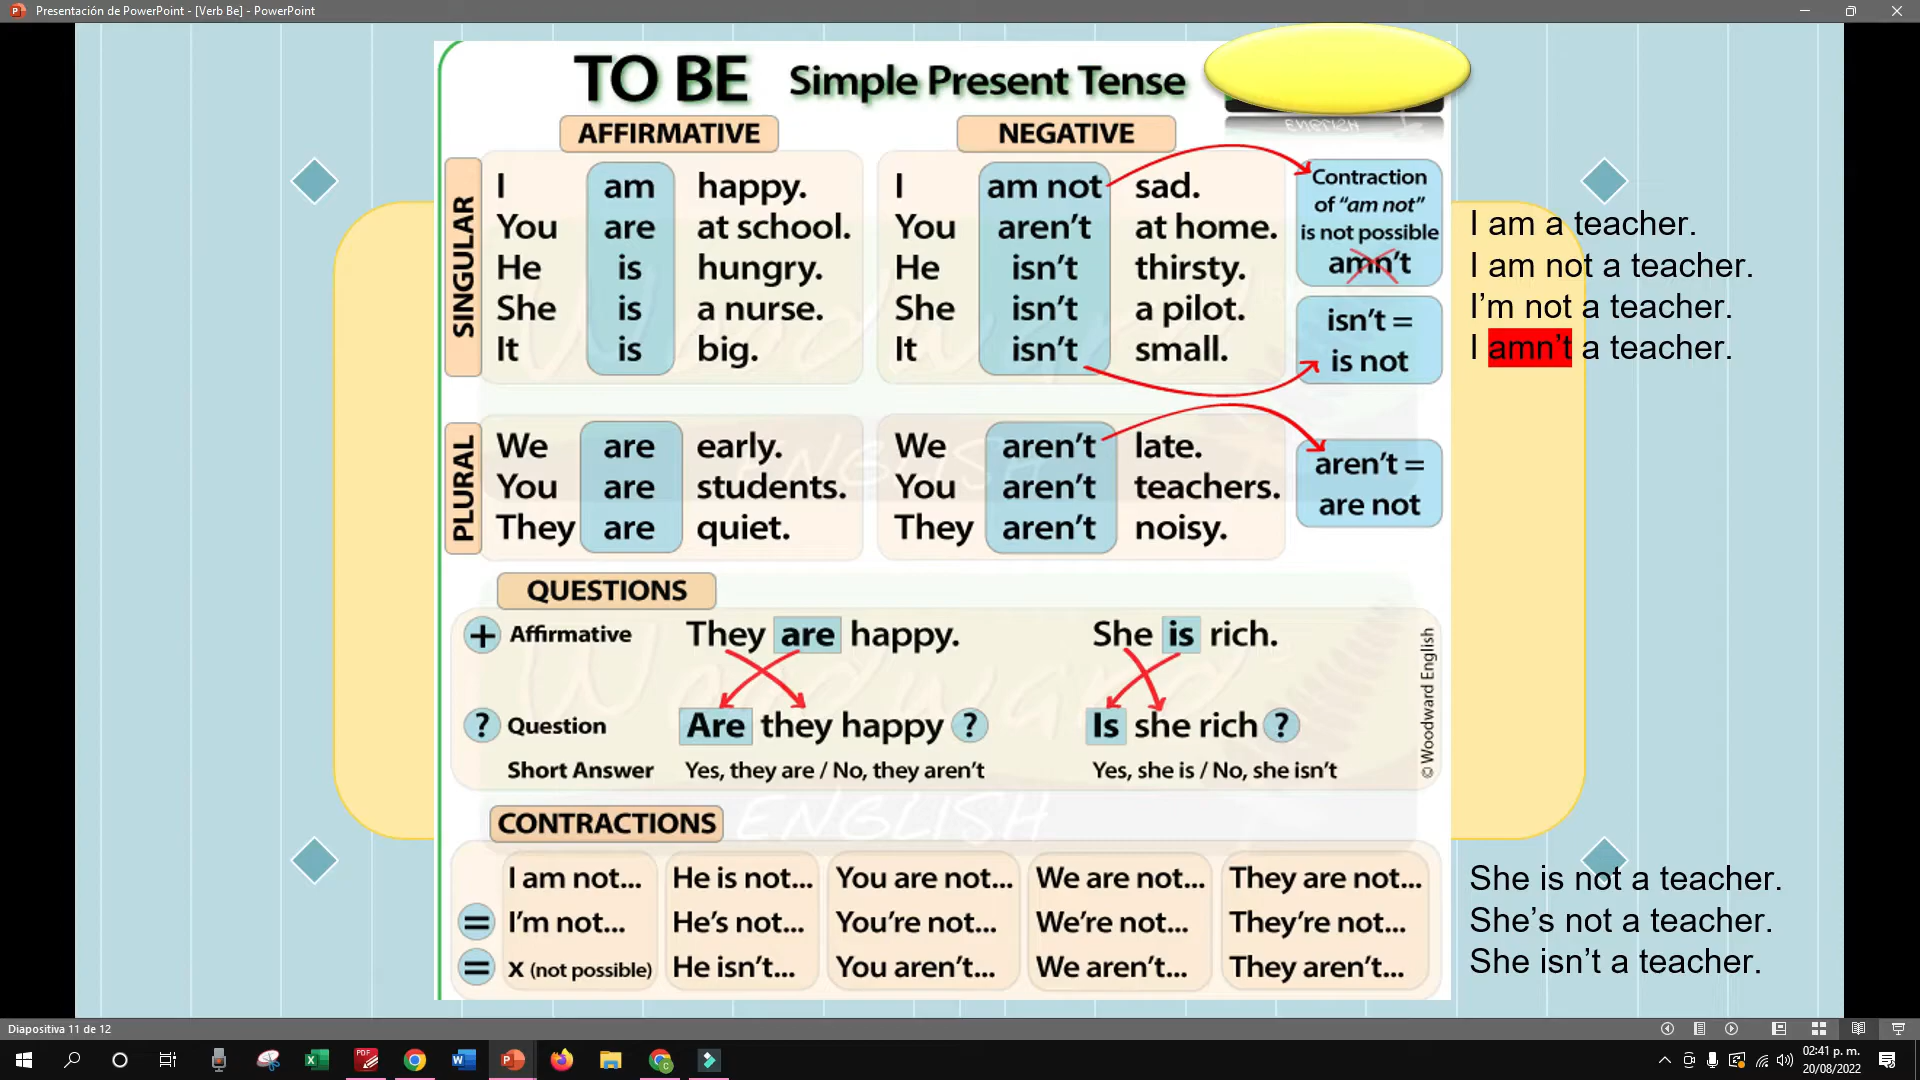 Presentación de PowerPoint - [Verb Be] - PowerPoint
TO BE Simple Present Tense
ENGLISH
AFFIRMATIVE
NEGATIVE
SINGULAR
I am happy.
You are at school.
He is hungry.
She is a nurse.
It is big.
I am not sad.
You aren't at home.
He isn't thirsty.
She isn't a pilot.
It isn't small.
Contraction
of "am not"
is not possible
amn't
isn't =
is not
I am a teacher.
I am not a teacher.
I'm not a teacher.
I amn't a teacher.
PLURAL
We are early.
You are students.
They are quiet.
We aren't late.
You aren't teachers.
They aren't noisy.
aren't =
are not
QUESTIONS
+ Affirmative They are happy. She is rich.
? Question Are they happy ? Is she rich ?
Short Answer Yes, they are / No, they aren't Yes, she is / No, she isn't
© Woodward English
Woodward
ENGLISH
CONTRACTIONS
I am not... He is not... You are not... We are not... They are not...
= I'm not... He's not... You're not... We're not... They're not...
= x (not possible) He isn't... You aren't... We aren't... They aren't...
She is not a teacher.
She's not a teacher.
She isn't a teacher.
Diapositiva 11 de 12
02:41 p. m.
20/08/2022